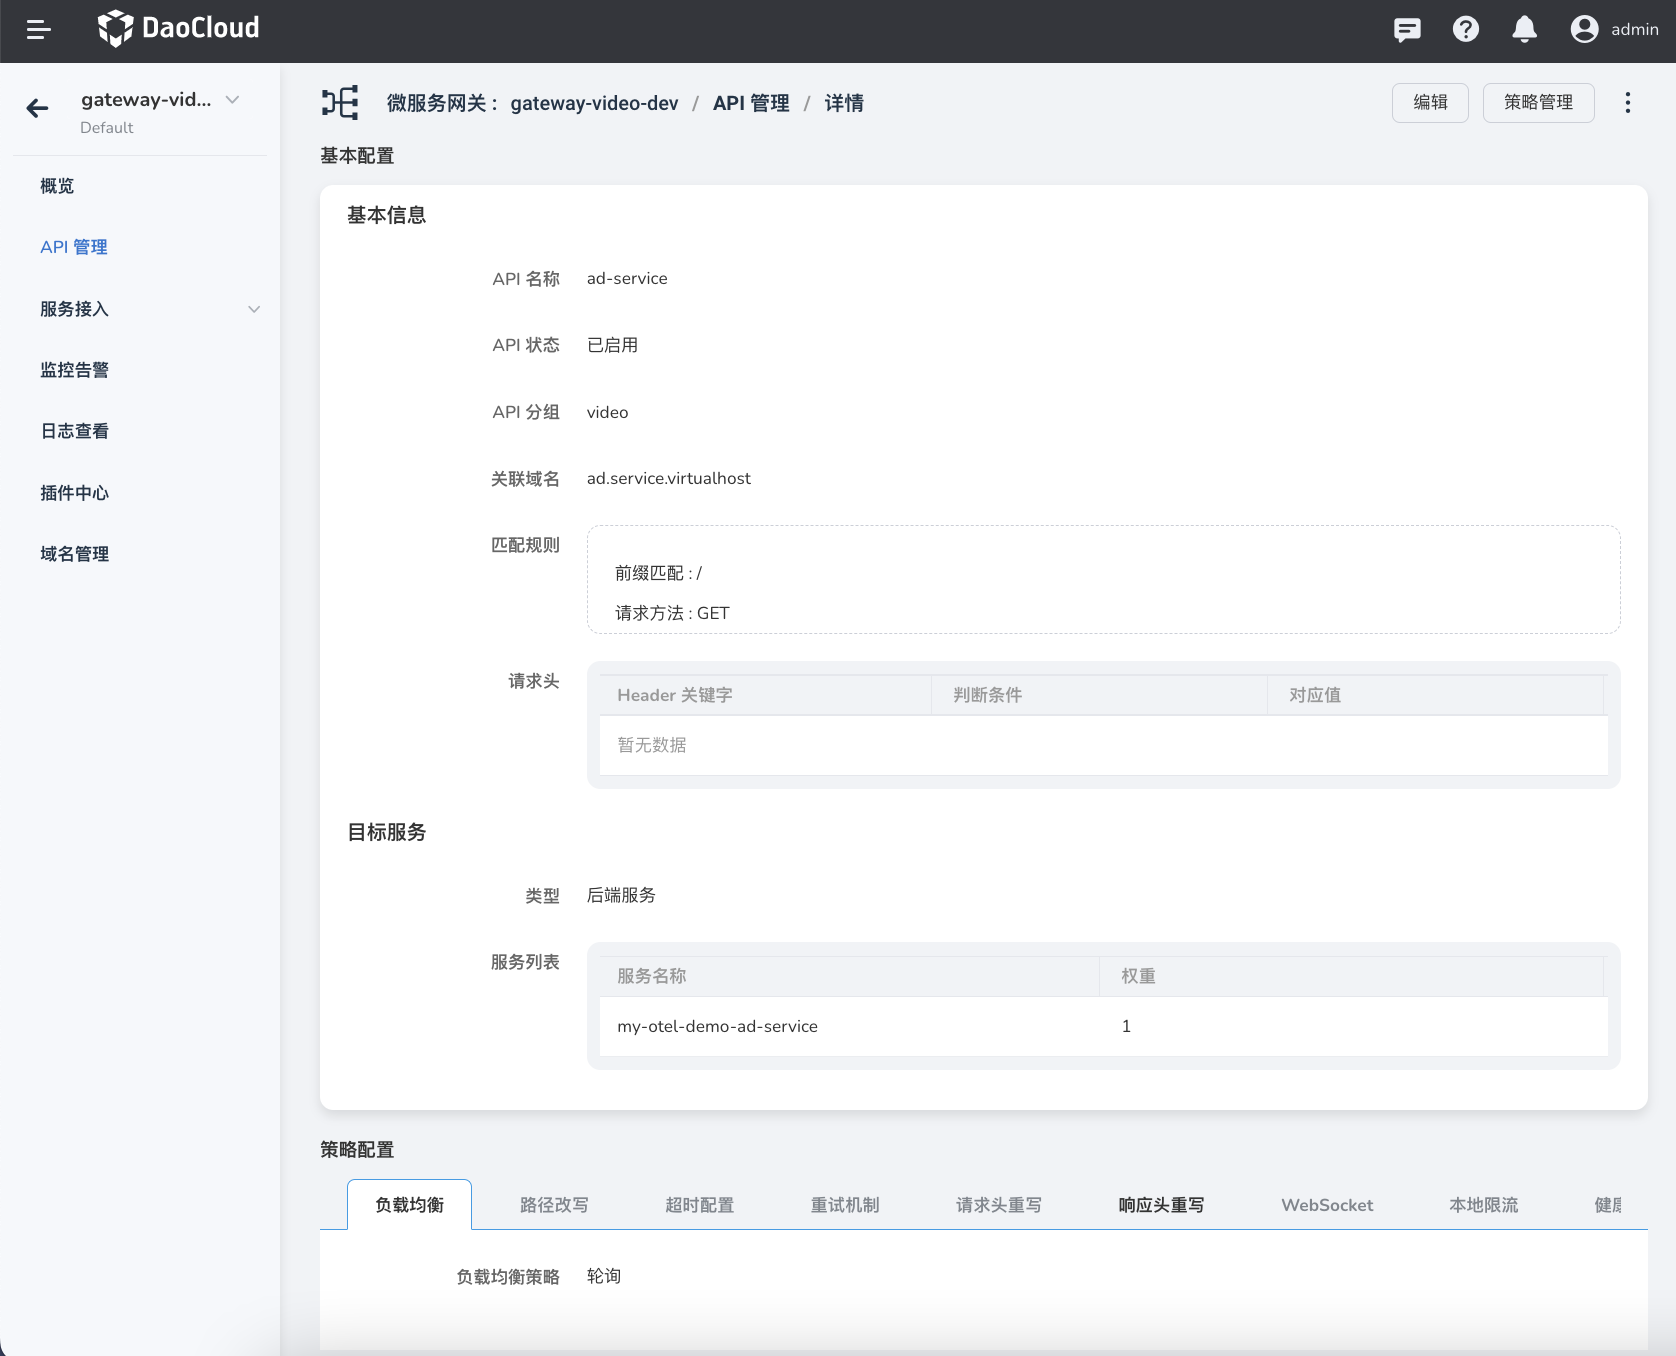 DaoCloud
admin
gateway-vid...
Default
概览
API 管理
服务接入
监控告警
日志查看
插件中心
域名管理
微服务网关： gateway-video-dev / API 管理 / 详情
编辑
策略管理
基本配置
基本信息
API 名称 ad-service
API 状态 已启用
API 分组 video
关联域名 ad.service.virtualhost
匹配规则
前缀匹配 : /
请求方法 : GET
请求头
Header 关键字 判断条件 对应值
暂无数据
目标服务
类型 后端服务
服务列表
服务名称 权重
my-otel-demo-ad-service 1
策略配置
负载均衡 路径改写 超时配置 重试机制 请求头重写 响应头重写 WebSocket 本地限流 健
负载均衡策略 轮询